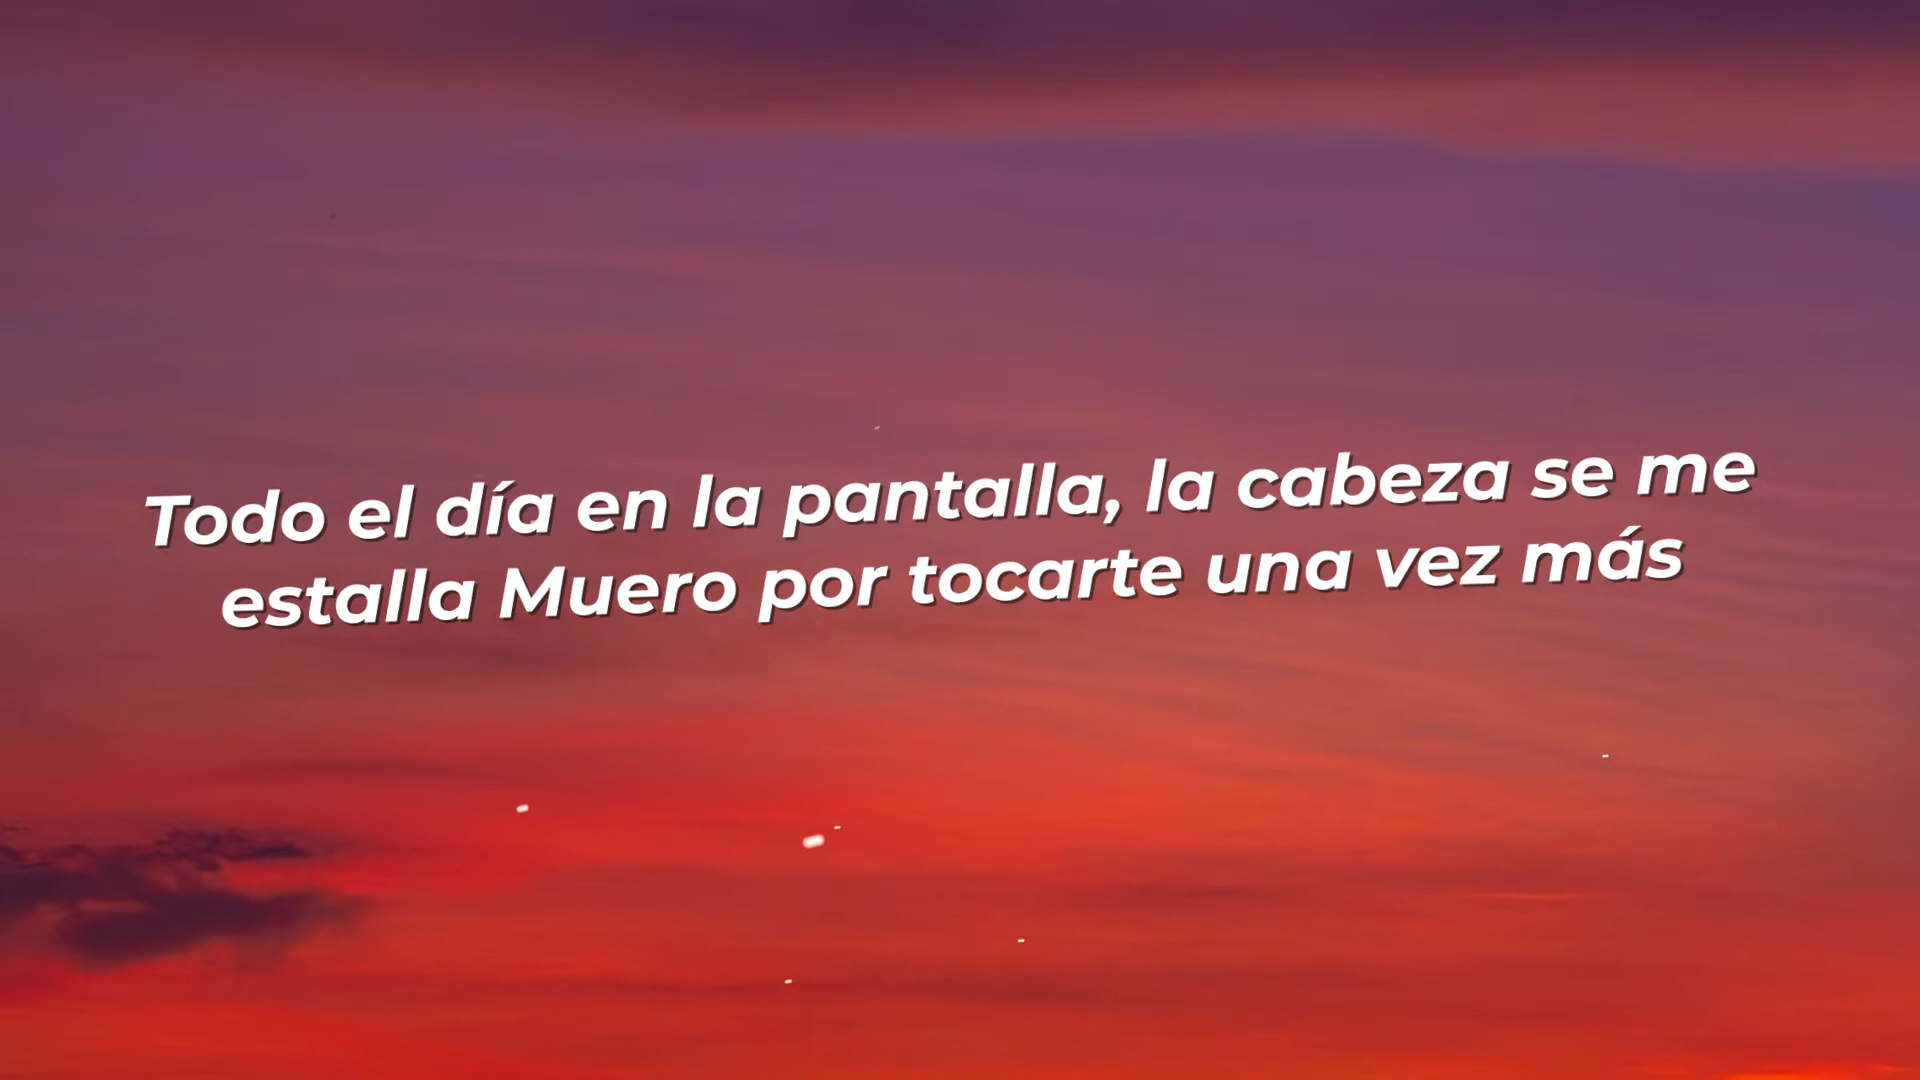 Todo el día en la pantalla, la cabeza se me
estalla Muero por tocarte una vez más